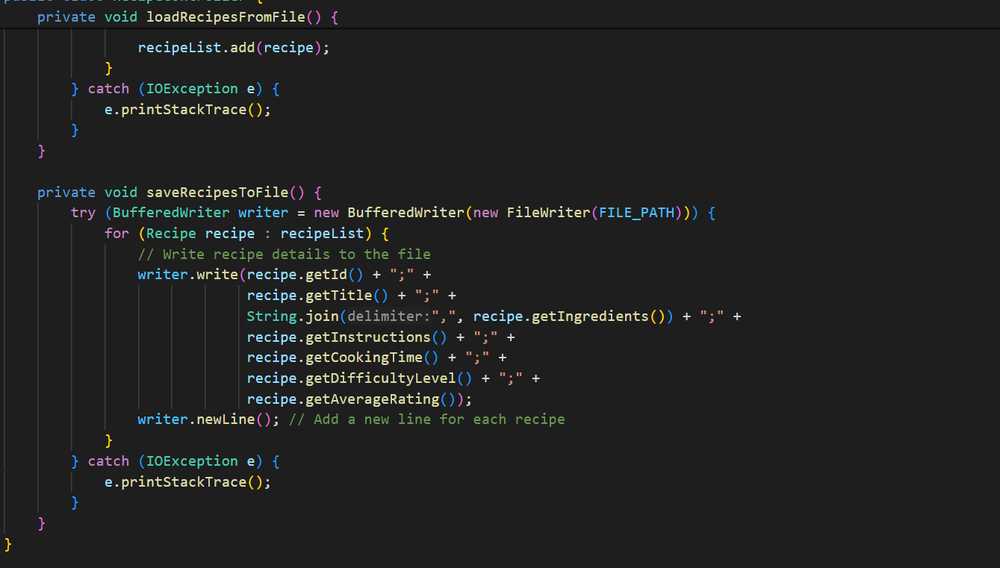 private void loadRecipesFromFile() {
recipeList.add(recipe);
}
} catch (IOException e) {
e.printStackTrace();
}
}
private void saveRecipesToFile() {
try (BufferedWriter writer = new BufferedWriter(new FileWriter(FILE_PATH))) {
for (Recipe recipe : recipeList) {
// Write recipe details to the file
writer.write(recipe.getId() + ";" +
recipe.getTitle() + ";" +
String.join(delimiter:",", recipe.getIngredients()) + ";" +
recipe.getInstructions() + ";" +
recipe.getCookingTime() + ";" +
recipe.getDifficultyLevel() + ";" +
recipe.getAverageRating());
writer.newLine(); // Add a new line for each recipe
}
} catch (IOException e) {
e.printStackTrace();
}
}
}